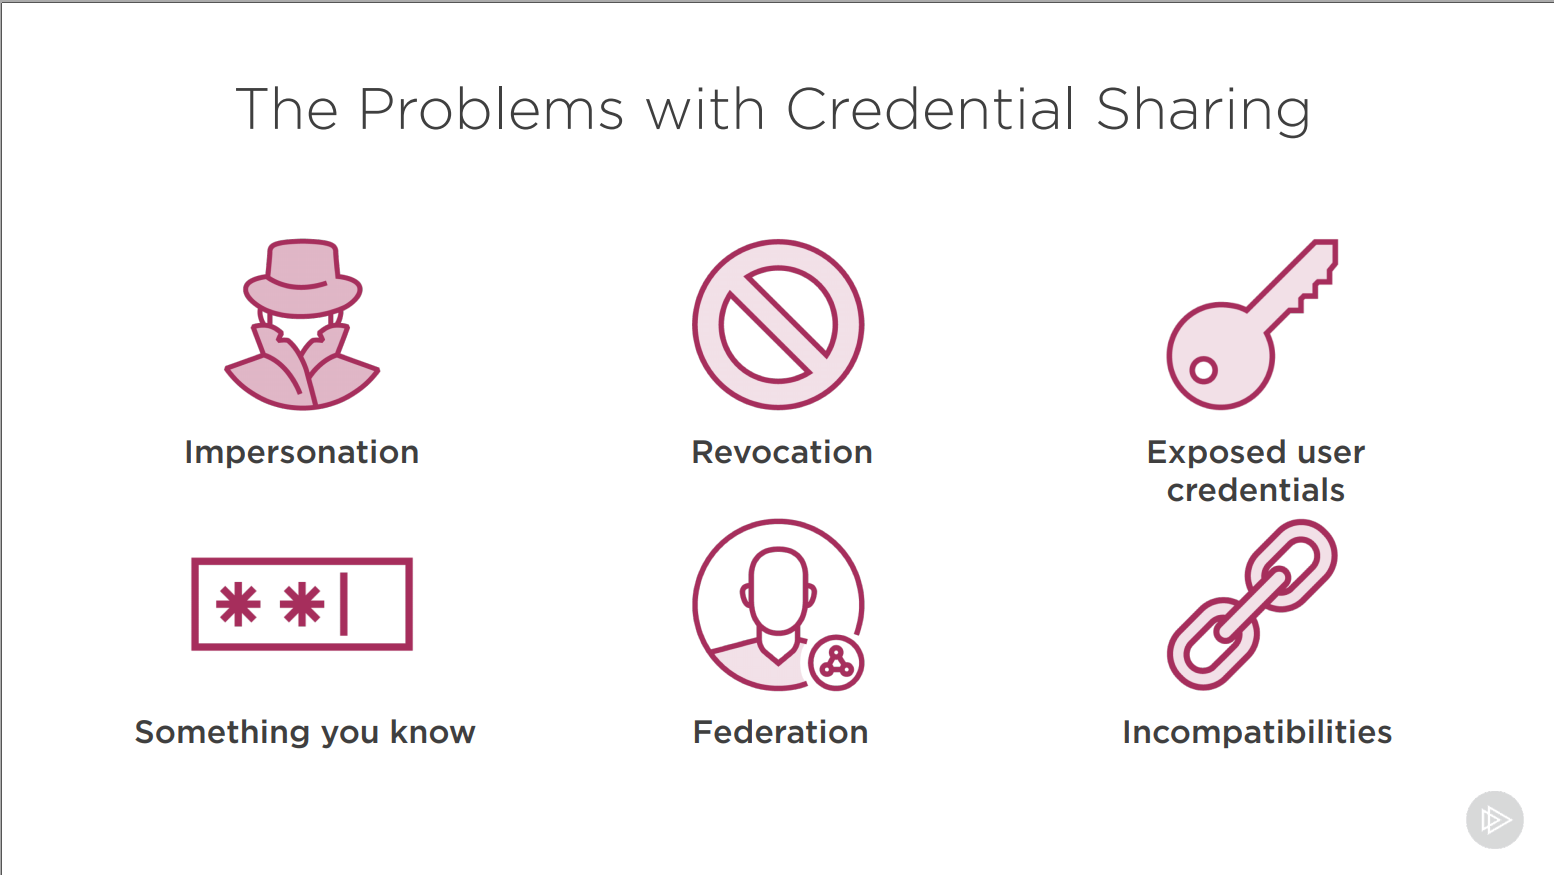 The Problems with Credential Sharing
Impersonation
Revocation
Exposed user
credentials
Something you know
Federation
Incompatibilities